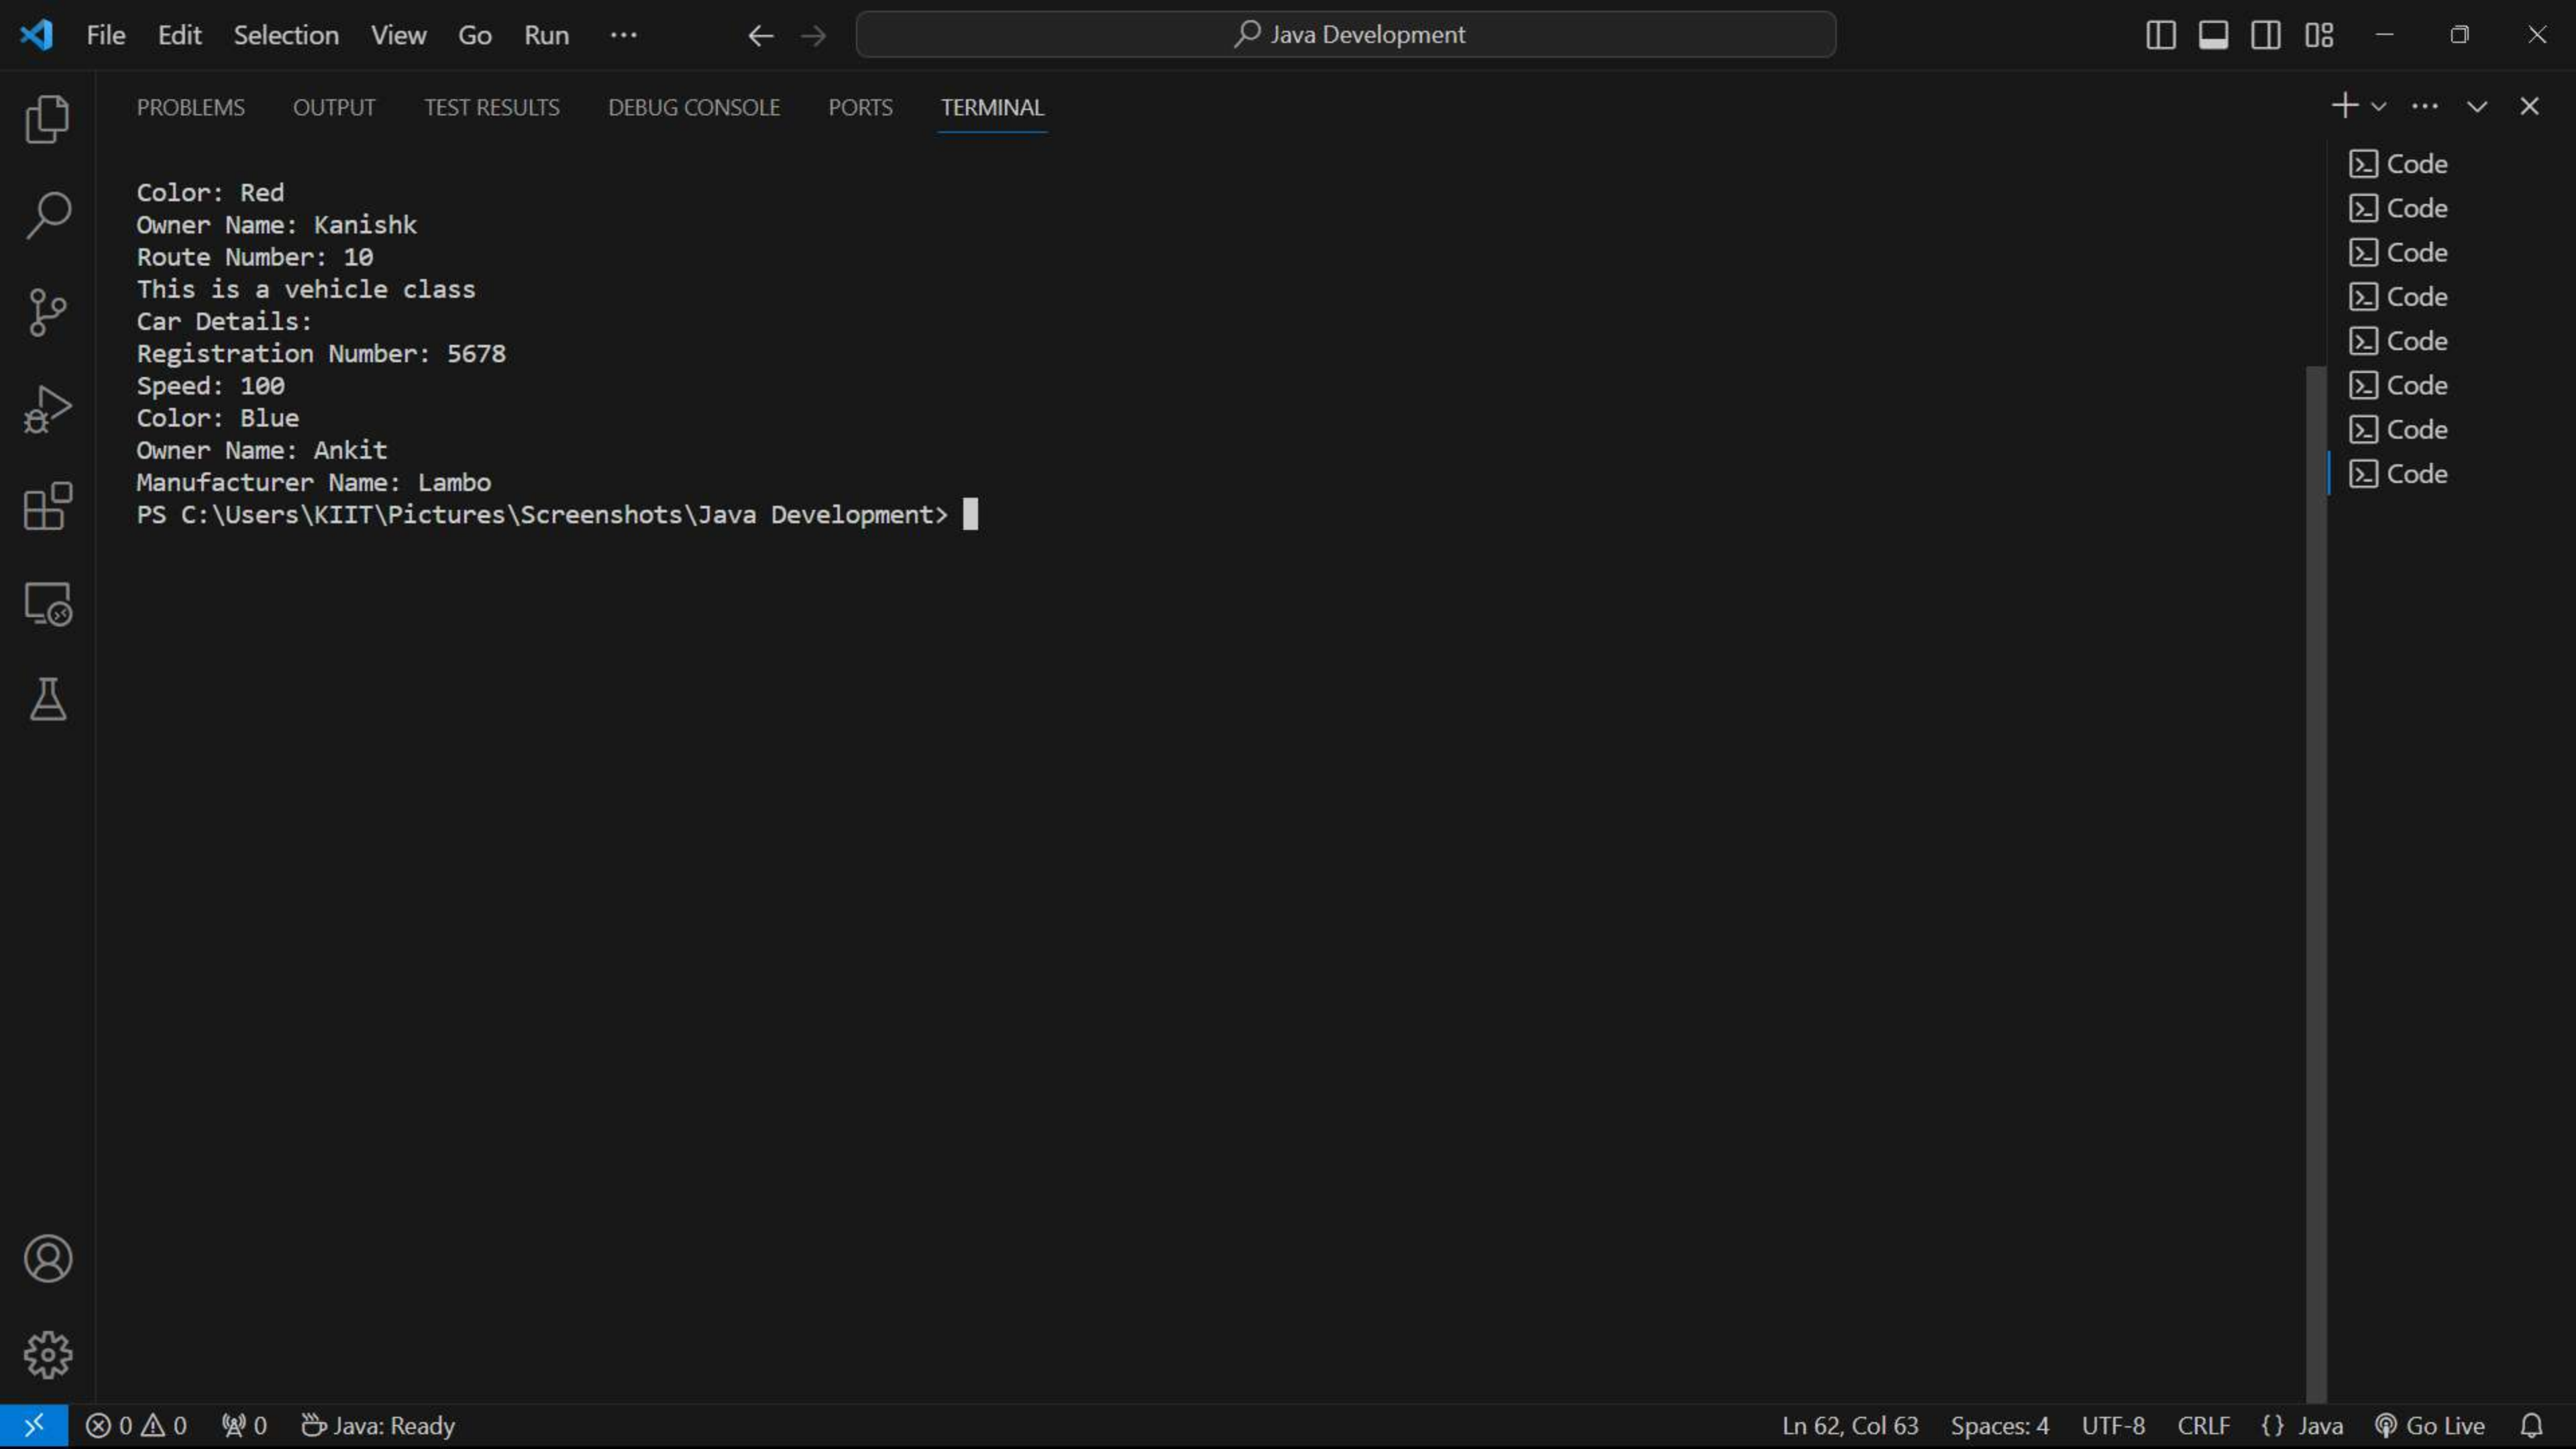 File Edit Selection View Go Run ··· Java Development
PROBLEMS OUTPUT TEST RESULTS DEBUG CONSOLE PORTS TERMINAL
Color: Red
Owner Name: Kanishk
Route Number: 10
This is a vehicle class
Car Details:
Registration Number: 5678
Speed: 100
Color: Blue
Owner Name: Ankit
Manufacturer Name: Lambo
PS C:\Users\KIIT\Pictures\Screenshots\Java Development>
Code
Code
Code
Code
Code
Code
Code
Code
0 0 0 Java: Ready Ln 62, Col 63 Spaces: 4 UTF-8 CRLF {} Java Go Live